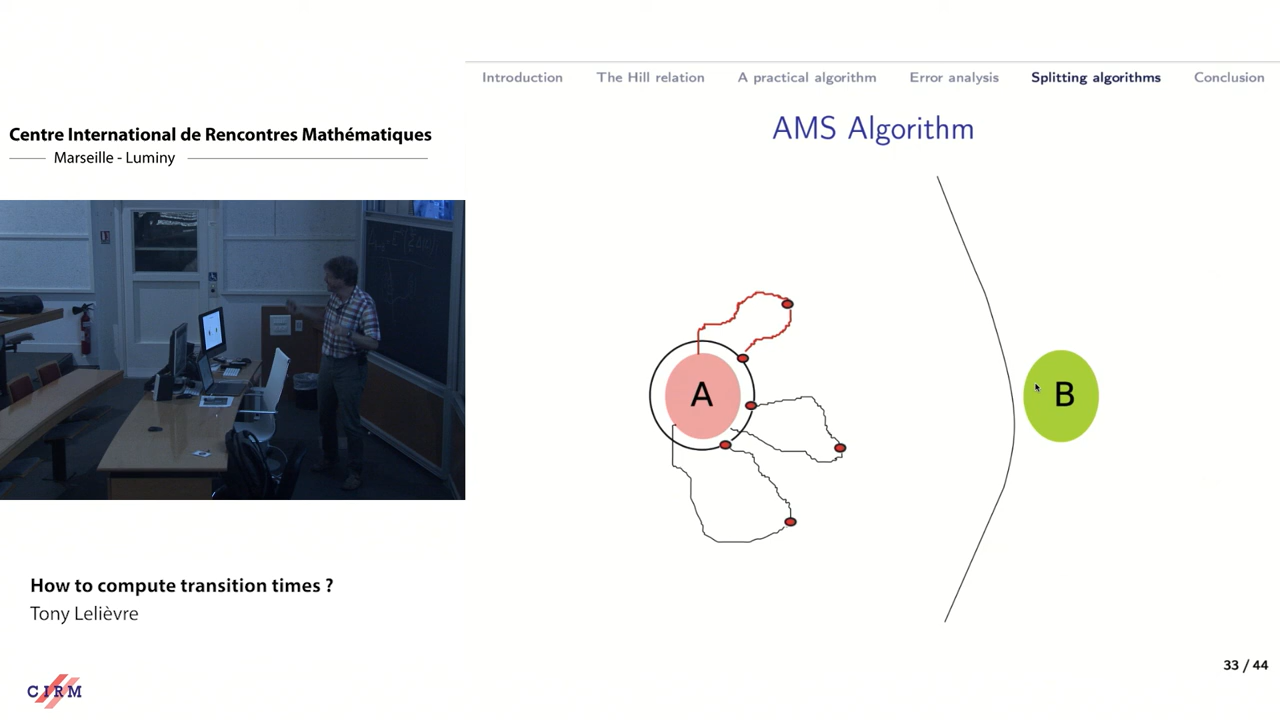 Introduction The Hill relation A practical algorithm Error analysis Splitting algorithms Conclusion
AMS Algorithm
Centre International de Rencontres Mathématiques
Marseille - Luminy
A
B
How to compute transition times ?
Tony Lelièvre
33 / 44
CIRM